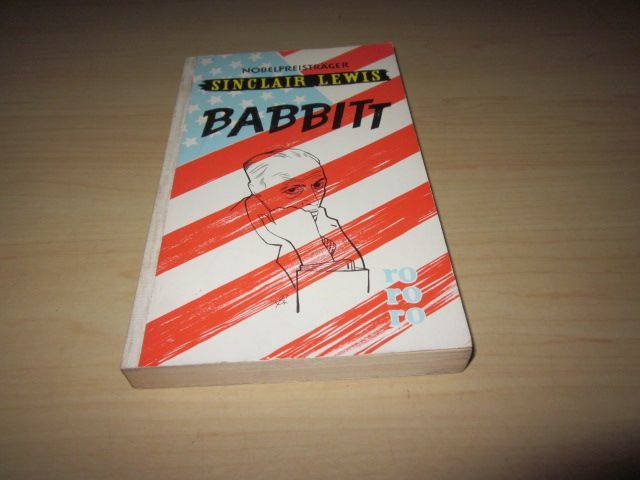 NOBELPREISTRÄGER
SINCLAIR LEWIS
BABBITT
ro
ro
ro